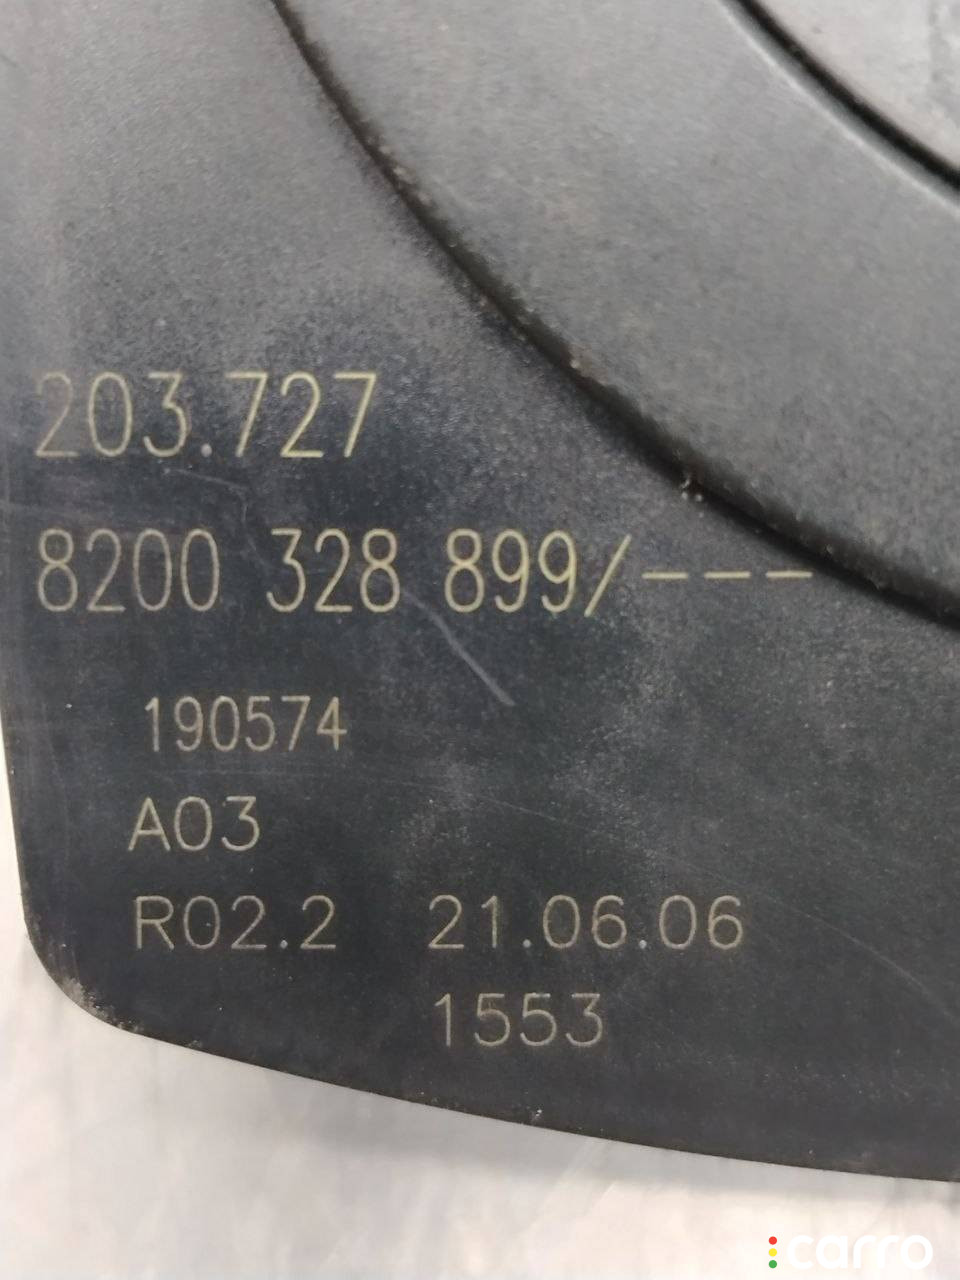 203.727
8200 328 899/---
190574
A03
R02.2 21.06.06
1553
carro